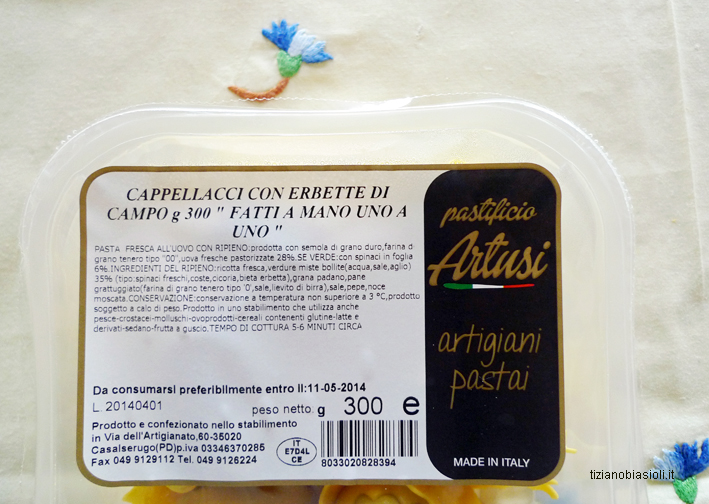 CAPPELLACCI CON ERBETTE DI
CAMPO g 300 " FATTI A MANO UNO A
UNO "
PASTA FRESCA ALL'UOVO CON RIPIENO:prodotta con semola di grano duro,farina di
grano tenero tipo "00",uova fresche pastorizzate 28%.SE VERDE:con spinaci in foglia
6%.INGREDIENTI DEL RIPIENO:ricotta fresca,verdure miste bollite(acqua,sale,aglio)
35% (tipo:spinaci freschi,coste,cicoria,bieta erbetta),grana padano,pane
grattuggiato(farina di grano tenero tipo '0',sale,lievito di birra),sale,pepe,noce
moscata.CONSERVAZIONE:conservazione a temperatura non superiore a 3 °C,prodotto
soggetto a calo di peso.Prodotto in uno stabilimento che utilizza anche
pesce-crostacei-molluschi-ovoprodotti-cereali contenenti glutine-latte e
derivati-sedano-frutta a guscio.TEMPO DI COTTURA 5-6 MINUTI CIRCA
Da consumarsi preferibilmente entro il:11-05-2014
L 20140401
peso netto g 300 e
Prodotto e confezionato nello stabilimento
in Via dell'Artigianato,60-35020
Casalserugo(PD)p.iva 03346370285
Fax 049 9129112 Tel. 049 9126224
IT
E7D4L
CE
8033020828394
pastificio
Artusi
artigiani
pastai
MADE IN ITALY
tizianobiasioli.it